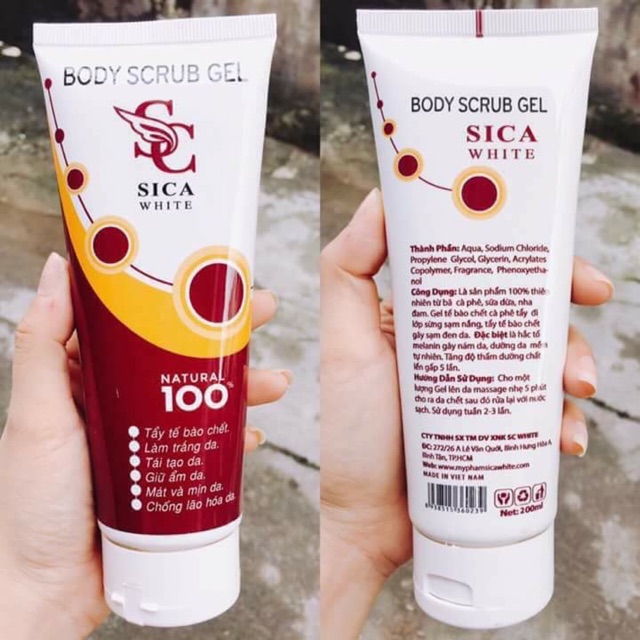 BODY SCRUB GEL
SC
SICA
WHITE
NATURAL
100%
Tẩy tế bào chết.
Làm trắng da.
Tái tạo da.
Giữ ẩm da.
Mát và mịn da.
Chống lão hóa da.
BODY SCRUB GEL
SICA
WHITE
Thành Phần: Aqua, Sodium Chloride,
Propylene Glycol, Glycerin, Acrylates
Copolymer, Fragrance, Phenoxyetha-
nol
Công Dụng: Là sản phẩm 100% thiên
nhiên từ bã cà phê, sữa dừa, nha
đam. Gel tế bào chết cà phê tẩy đi
lớp sừng sạm nắng, tẩy tế bào chết
gây sạm đen da. Đặc biệt là hắc tố
melanin gây nám da, dưỡng da mềm
tự nhiên. Tăng độ thẩm dưỡng chất
lên gấp 5 lần.
Hướng Dẫn Sử Dụng: Cho một
lượng Gel lên da massage nhẹ 5 phút
cho ra da chết sau đó rửa lại với nước
sạch. Sử dụng tuần 2-3 lần.
CTY TNHH SX TM DV XNK SC WHITE
ĐC: 272/26 A Lê Văn Quới, Bình Hưng Hòa A
Bình Tân, TP.HCM
Web: www.myphamsicawhite.com
MADE IN VIET NAM
8 938515 360239
Net: 200ml